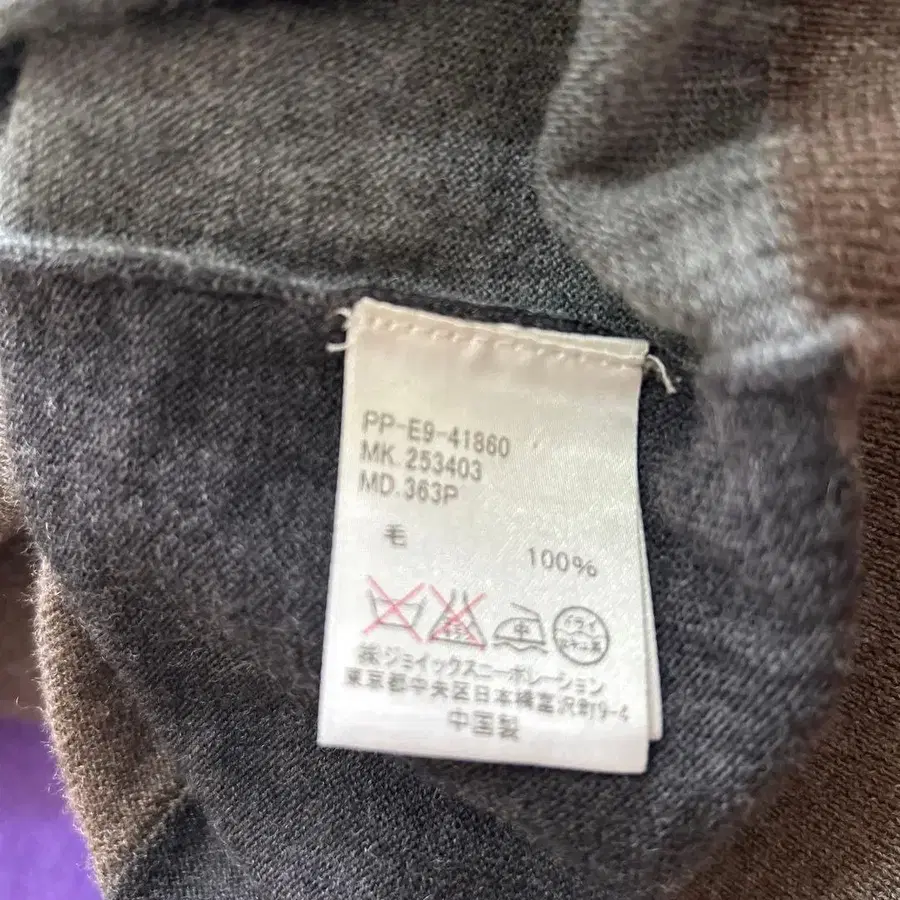 PP-E9-41860
MK.253403
MD.363P
毛 100%
中 ドライ
㈱ジョイックスコーポレーション
東京都中央区日本橋富沢町9-4
中国製